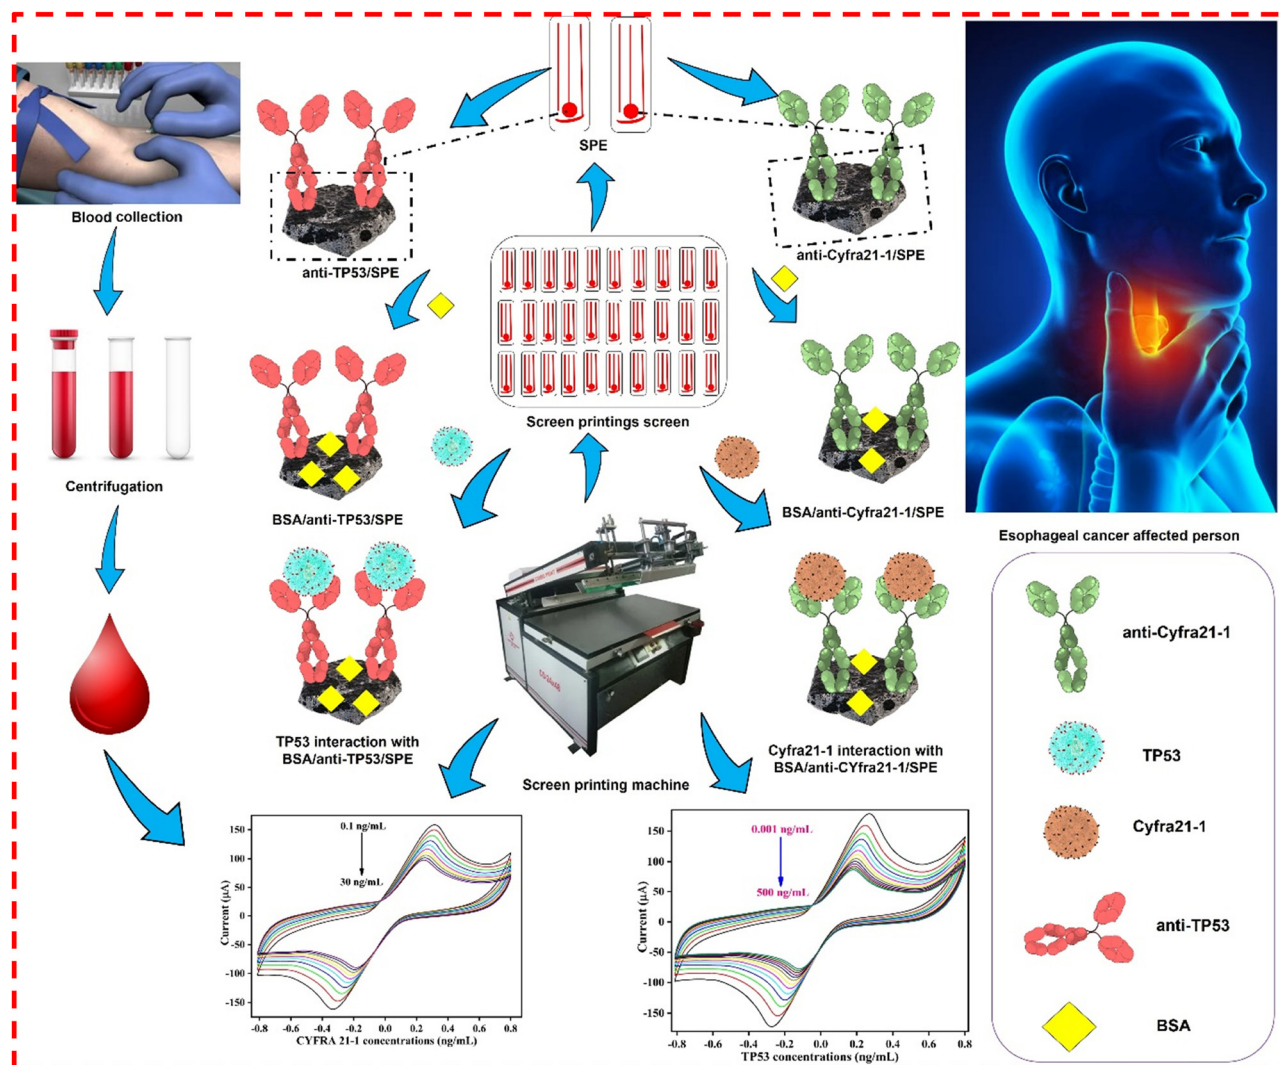 SPE
Blood collection
anti-TP53/SPE
anti-Cyfra21-1/SPE
Screen printings screen
Centrifugation
BSA/anti-TP53/SPE
BSA/anti-Cyfra21-1/SPE
Esophageal cancer affected person
TP53 interaction with
BSA/anti-TP53/SPE
Screen printing machine
Cyfra21-1 interaction with
BSA/anti-CYfra21-1/SPE
anti-Cyfra21-1
TP53
Cyfra21-1
anti-TP53
BSA
0.1 ng/mL
30 ng/mL
Current (µA)
150
100
50
0
-50
-100
-150
-0.8 -0.6 -0.4 -0.2 0.0 0.2 0.4 0.6 0.8
CYFRA 21-1 concentrations (ng/mL)
0.001 ng/mL
500 ng/mL
Current (µA)
150
100
50
0
-50
-100
-150
-0.8 -0.6 -0.4 -0.2 0.0 0.2 0.4 0.6 0.8
TP53 concentrations (ng/mL)